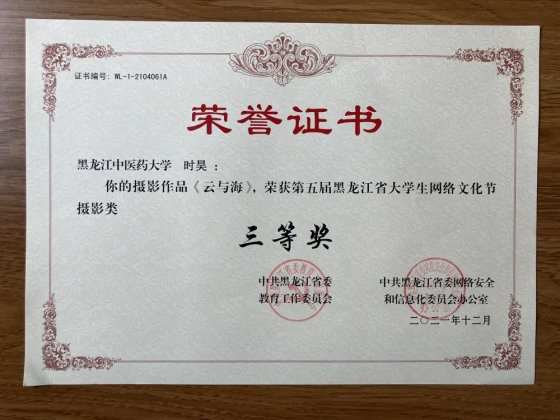 证书编号: WL-1-2104061A
荣誉证书
黑龙江中医药大学 时昊:
你的摄影作品《云与海》, 荣获第五届黑龙江省大学生网络文化节
摄影类
三等奖
中共黑龙江省委 中共黑龙江省委网络安全
教育工作委员会 和信息化委员会办公室
二〇二一年十二月